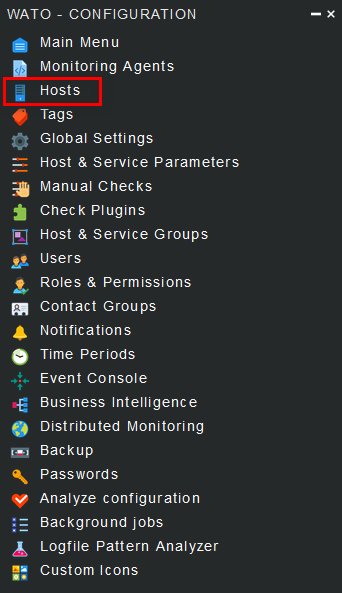 WATO - CONFIGURATION
Main Menu
Monitoring Agents
Hosts
Tags
Global Settings
Host & Service Parameters
Manual Checks
Check Plugins
Host & Service Groups
Users
Roles & Permissions
Contact Groups
Notifications
Time Periods
Event Console
Business Intelligence
Distributed Monitoring
Backup
Passwords
Analyze configuration
Background jobs
Logfile Pattern Analyzer
Custom Icons